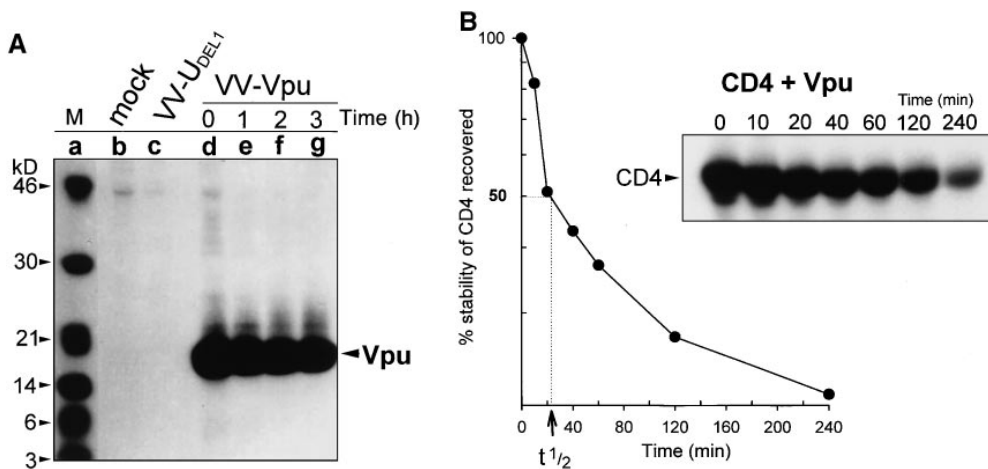 A
mock
VV-U_DEL1
VV-Vpu
M 0 1 2 3 Time (h)
a b c d e f g
kD
46
30
21
14
6
3
Vpu
B
100
50
% stability of CD4 recovered
CD4 + Vpu
Time (min)
0 10 20 40 60 120 240
CD4
0 40 80 120 160 200 240
Time (min)
t 1/2